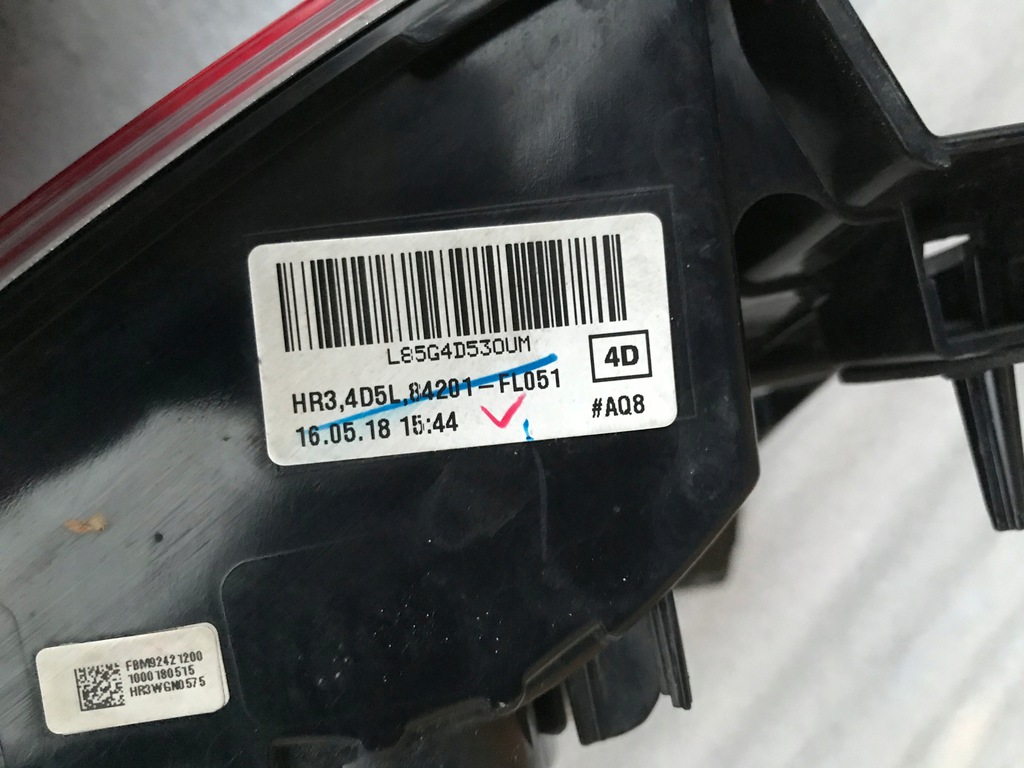 L85G4D530UM
4D
HR3,4D5L,84201-FL051
16.05.18 15:44
#AQ8
FBM92421200
1000180515
HR3WGN0575